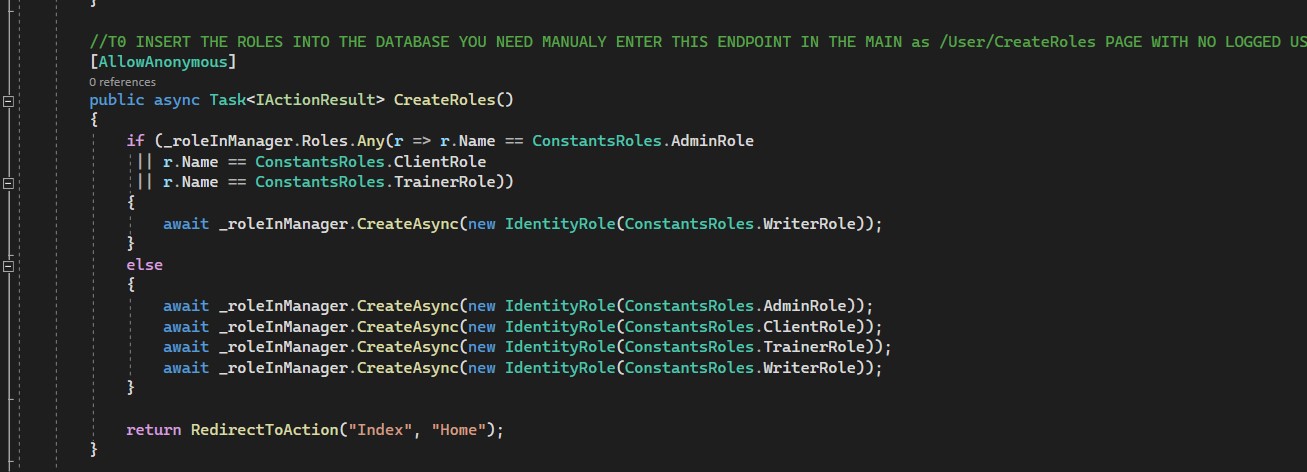 }
//T0 INSERT THE ROLES INTO THE DATABASE YOU NEED MANUALY ENTER THIS ENDPOINT IN THE MAIN as /User/CreateRoles PAGE WITH NO LOGGED US
[AllowAnonymous]
0 references
public async Task<IActionResult> CreateRoles()
{
if (_roleInManager.Roles.Any(r => r.Name == ConstantsRoles.AdminRole
|| r.Name == ConstantsRoles.ClientRole
|| r.Name == ConstantsRoles.TrainerRole))
{
await _roleInManager.CreateAsync(new IdentityRole(ConstantsRoles.WriterRole));
}
else
{
await _roleInManager.CreateAsync(new IdentityRole(ConstantsRoles.AdminRole));
await _roleInManager.CreateAsync(new IdentityRole(ConstantsRoles.ClientRole));
await _roleInManager.CreateAsync(new IdentityRole(ConstantsRoles.TrainerRole));
await _roleInManager.CreateAsync(new IdentityRole(ConstantsRoles.WriterRole));
}
return RedirectToAction("Index", "Home");
}